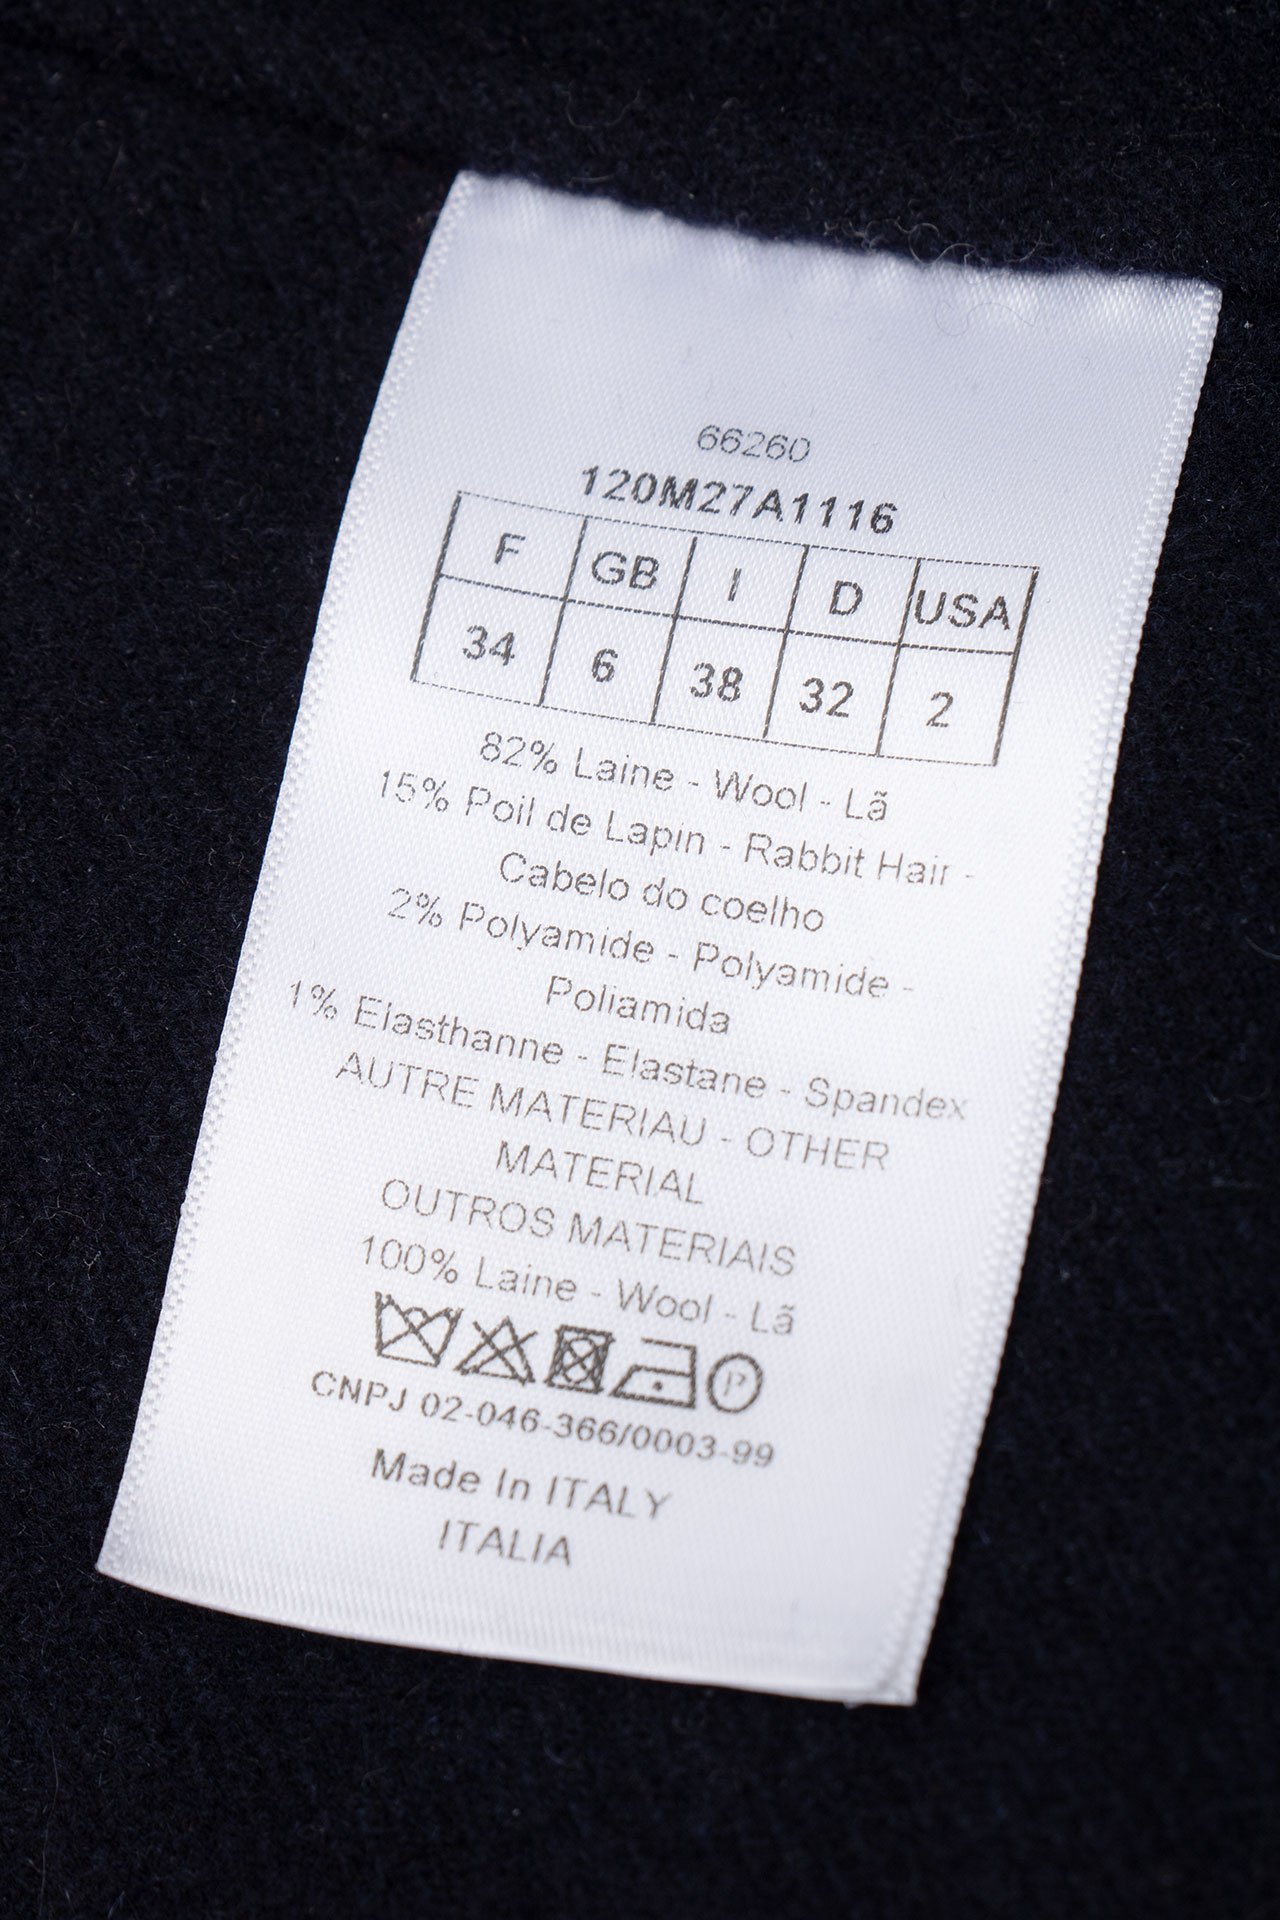 66260
120M27A1116
F GB I D USA
34 6 38 32 2
82% Laine - Wool - Lã
15% Poil de Lapin - Rabbit Hair -
Cabelo do coelho
2% Polyamide - Polyamide -
Poliamida
1% Elasthanne - Elastane - Spandex
AUTRE MATERIAU - OTHER
MATERIAL
OUTROS MATERIAIS
100% Laine - Wool - Lã
P
CNPJ 02-046-366/0003-99
Made In ITALY
ITALIA